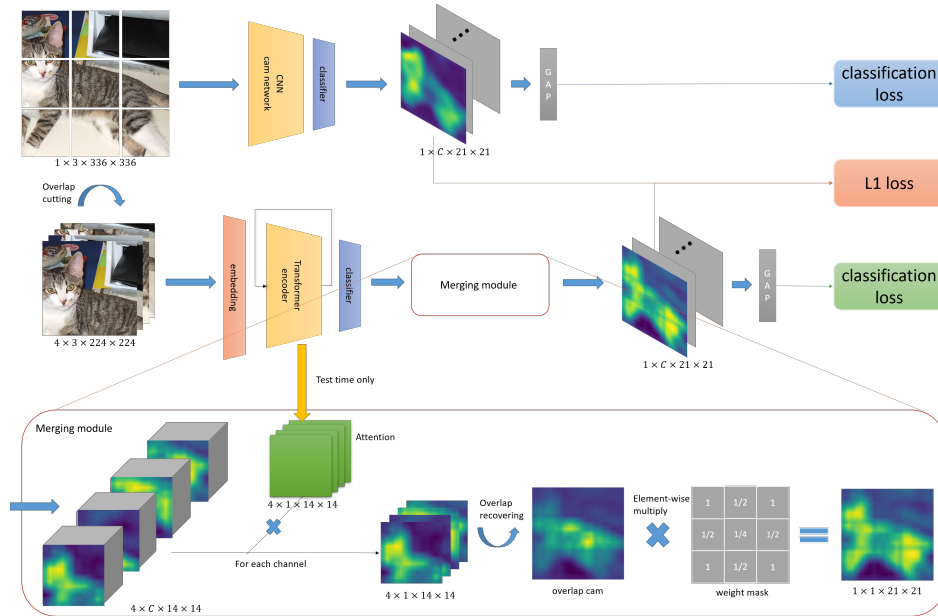 CNN
cam network
classifier
G
A
P
classification
loss
1 × 3 × 336 × 336
1 × C × 21 × 21
L1 loss
Overlap
cutting
embedding
Transformer
encoder
classifier
Merging module
G
A
P
classification
loss
4 × 3 × 224 × 224
1 × C × 21 × 21
Test time only
Merging module
Attention
4 × 1 × 14 × 14
For each channel
4 × C × 14 × 14
4 × 1 × 14 × 14
Overlap
recovering
overlap cam
Element-wise
multiply
1 1/2 1
1/2 1/4 1/2
1 1/2 1
weight mask
1 × 1 × 21 × 21